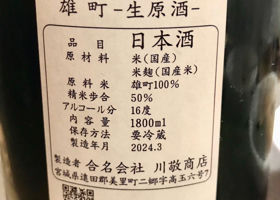 雄町-生原酒-
品目 日本酒
原材料 米(国産)
米麹(国産米)
原料米 雄町100%
精米歩合 50%
アルコール分 16度
内容量 1800ml
保存方法 要冷蔵
製造年月 2024.3
製造者 合名会社 川敬商店
宮城県遠田郡美里町二郷字高玉六号7